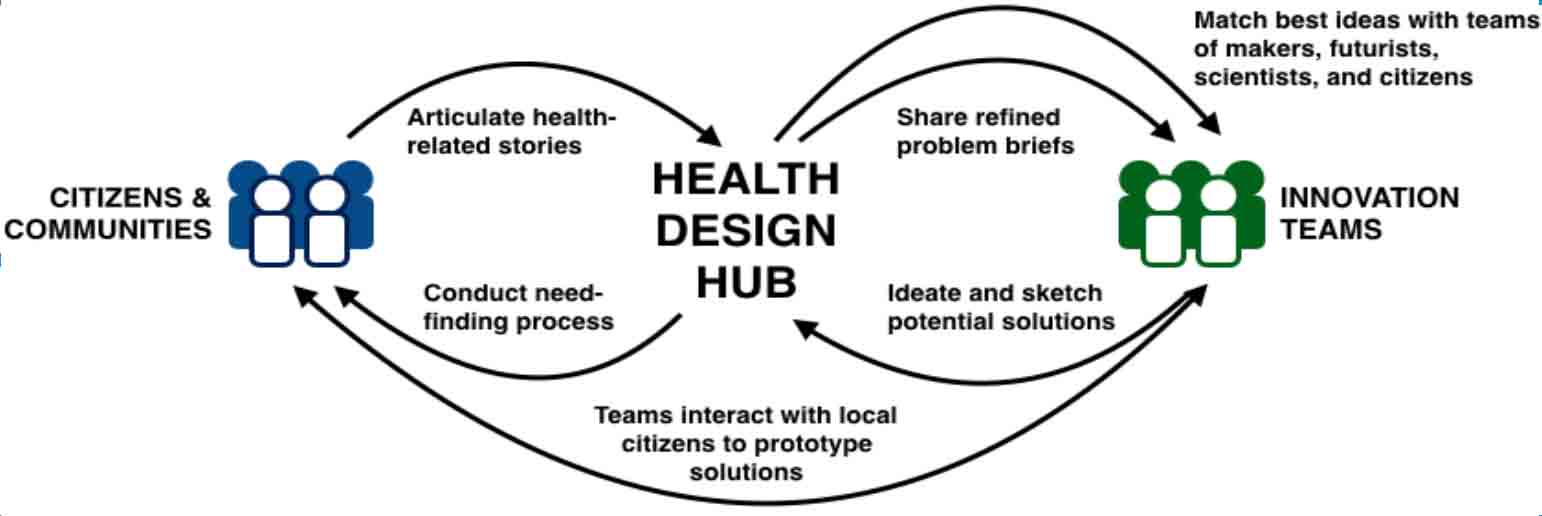 Match best ideas with teams
of makers, futurists,
scientists, and citizens
Articulate health-
related stories
Share refined
problem briefs
CITIZENS &
COMMUNITIES
HEALTH
DESIGN
HUB
INNOVATION
TEAMS
Conduct need-
finding process
Ideate and sketch
potential solutions
Teams interact with local
citizens to prototype
solutions